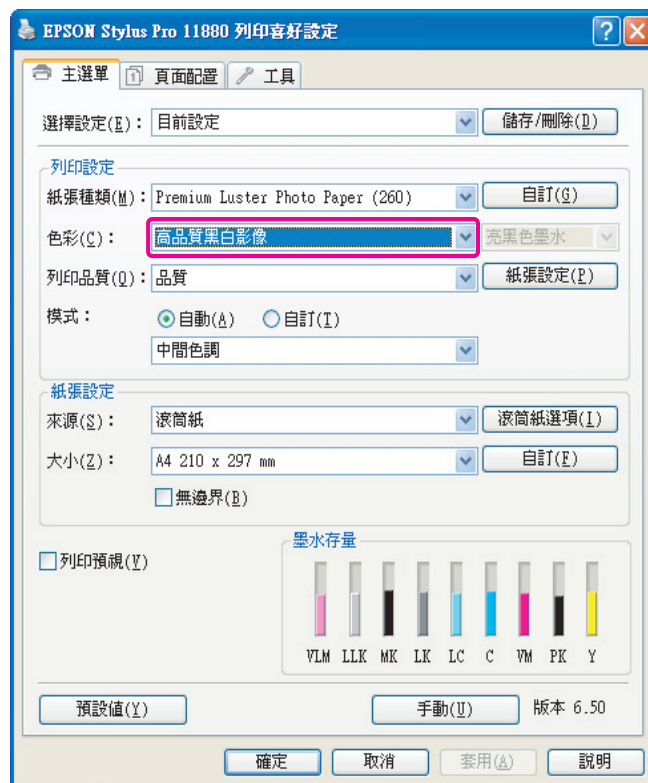 EPSON Stylus Pro 11880 列印喜好設定
主選單 頁面配置 工具
選擇設定(E)： 目前設定 儲存/刪除(D)
列印設定
紙張種類(M)： Premium Luster Photo Paper (260) 自訂(G)
色彩(C)： 高品質黑白影像 亮黑色墨水
列印品質(Q)： 品質 紙張設定(P)
模式： 自動(A) 自訂(T)
中間色調
紙張設定
來源(S)： 滾筒紙 滾筒紙選項(I)
大小(Z)： A4 210 x 297 mm 自訂(F)
無邊界(B)
墨水存量
列印預視(V)
VLM LLK MK LK LC C VM PK Y
預設值(Y) 手動(U) 版本 6.50
確定 取消 套用(A) 說明